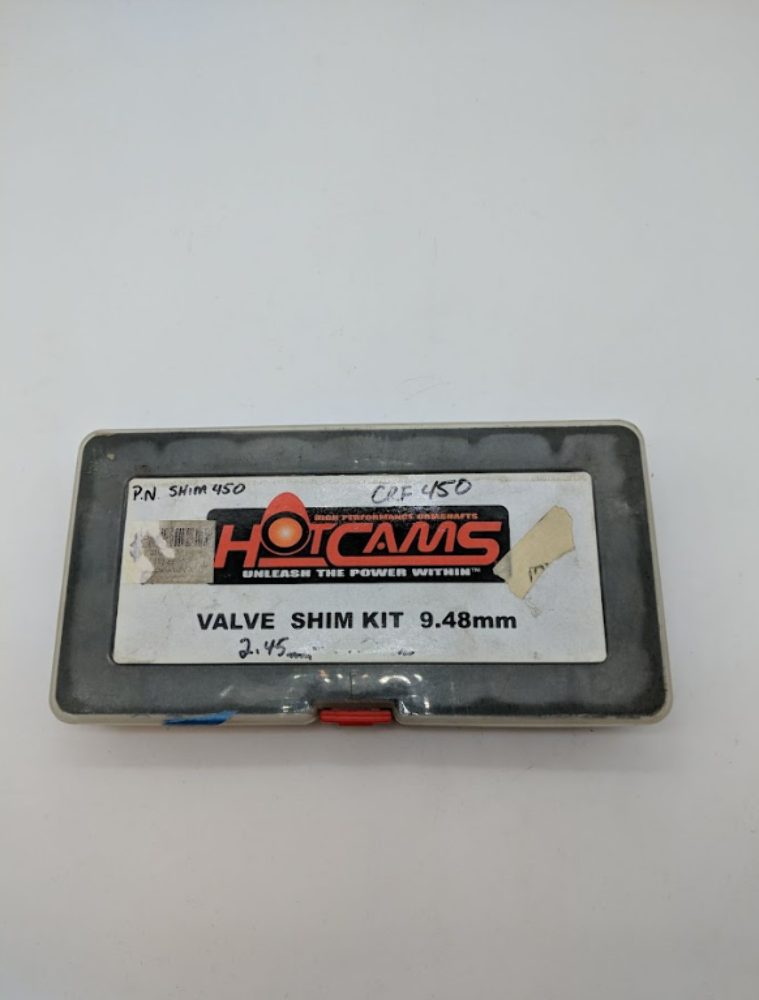 P.N. SHIM 450
CRF 450
HIGH PERFORMANCE CAMSHAFTS
HOTCAMS
UNLEASH THE POWER WITHIN™
VALVE SHIM KIT 9.48mm
2.45